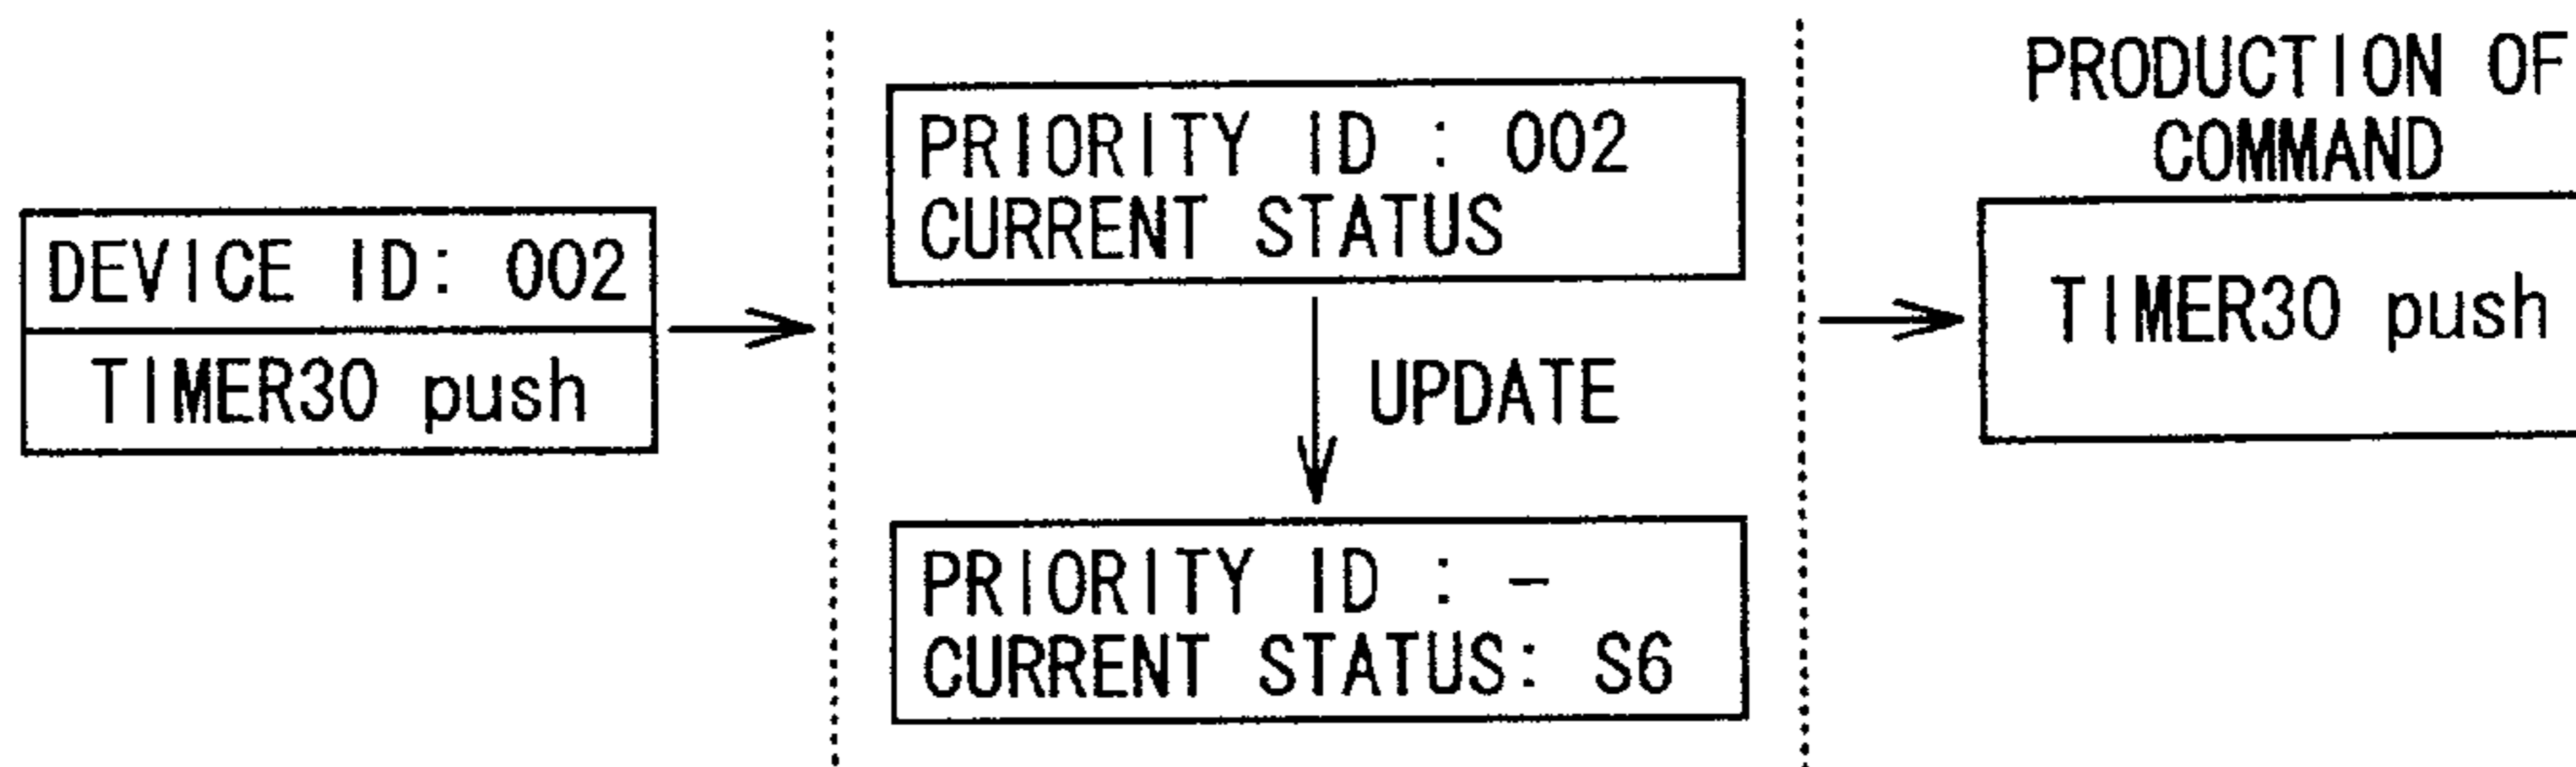 DEVICE ID: 002
TIMER30 push
PRIORITY ID : 002
CURRENT STATUS
UPDATE
PRIORITY ID : –
CURRENT STATUS: S6
PRODUCTION OF
COMMAND
TIMER30 push